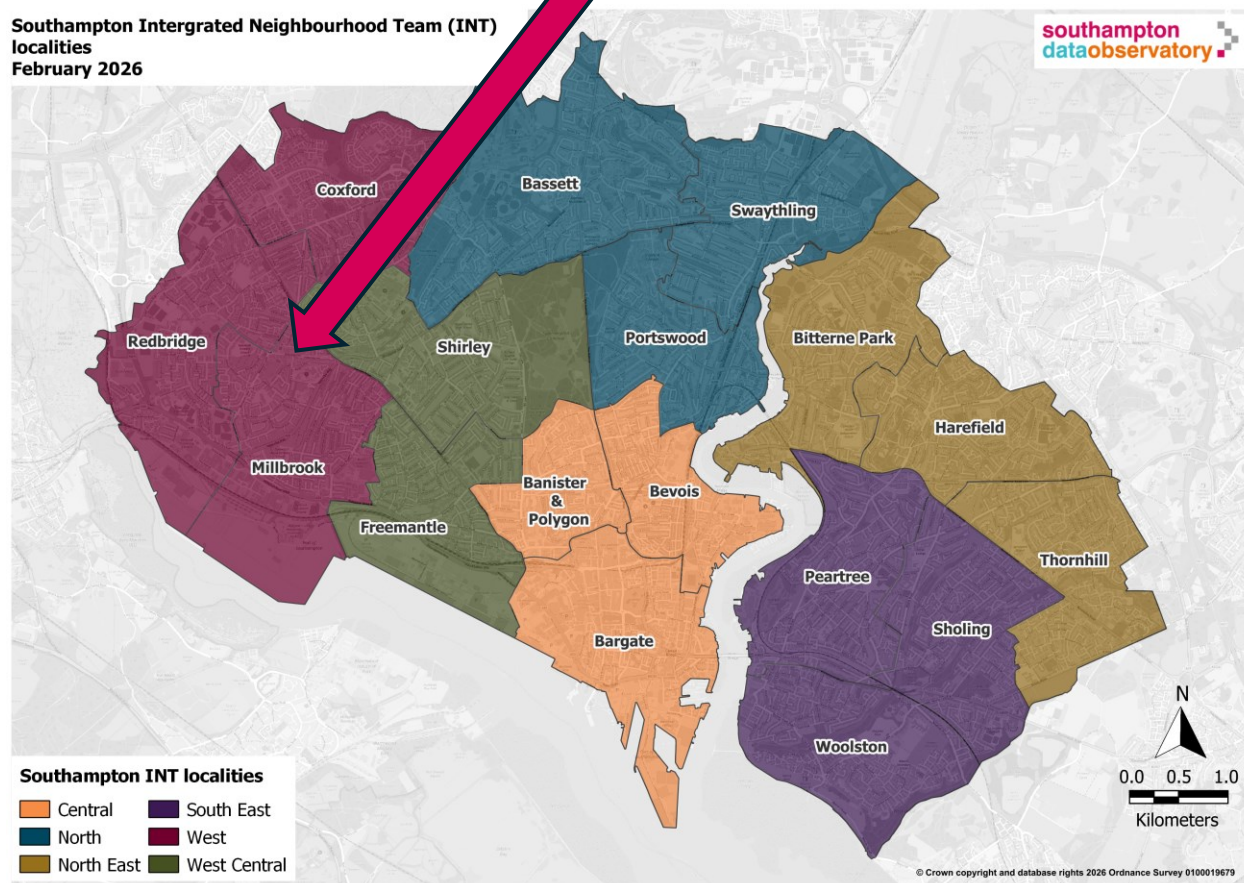 Southampton Intergrated Neighbourhood Team (INT)
localities
February 2026
southampton
dataobservatory
Coxford
Bassett
Swaythling
Redbridge
Shirley
Portswood
Bitterne Park
Harefield
Millbrook
Freemantle
Banister
&
Polygon
Bevois
Thornhill
Peartree
Sholing
Bargate
Woolston
N
0.0 0.5 1.0
Kilometers
Southampton INT localities
Central
North
North East
South East
West
West Central
© Crown copyright and database rights 2026 Ordnance Survey 0100019679